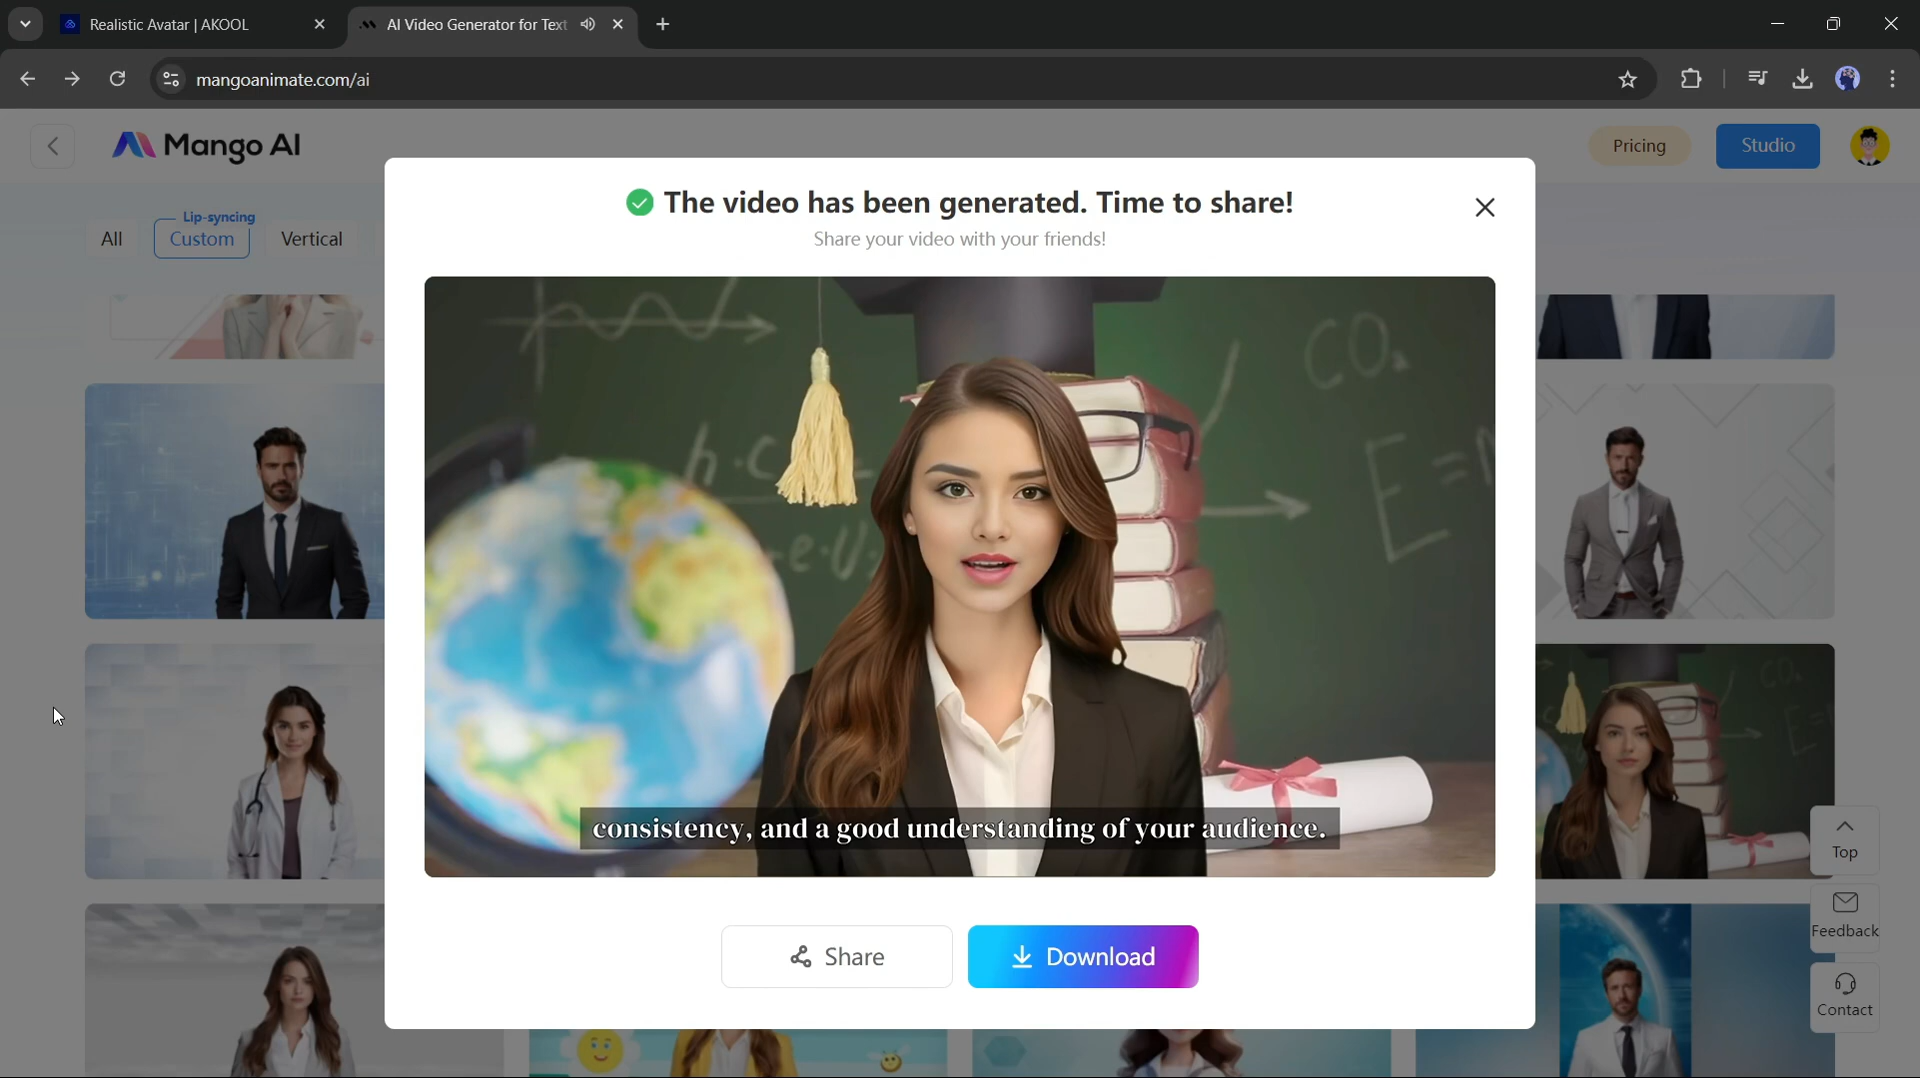 Realistic Avatar | AKOOL
AI Video Generator for Text
mangoanimate.com/ai
Mango AI
Pricing
Studio
All
Lip-syncing
Custom
Vertical
The video has been generated. Time to share!
Share your video with your friends!
CO₂
h·c
E=
consistency, and a good understanding of your audience.
Share
Download
Top
Feedback
Contact